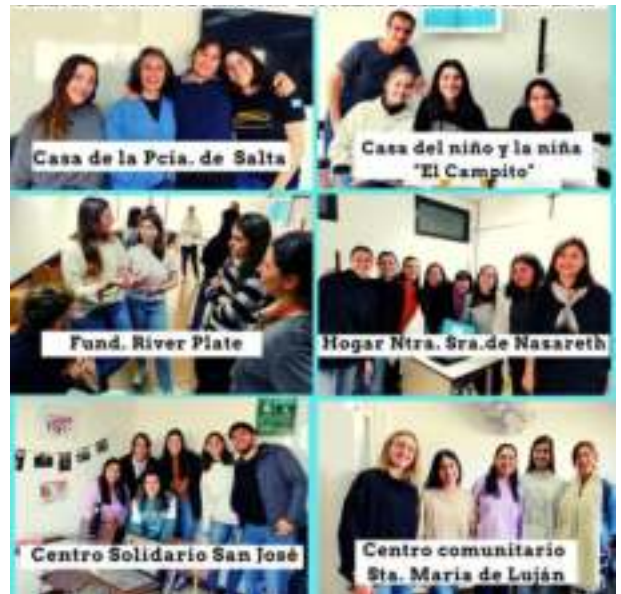 Casa de la Pcia. de Salta
Casa del niño y la niña
"El Campito"
Fund. River Plate
Hogar Ntra. Sra.de Nasareth
Centro Solidario San José
Centro comunitario
Sta. María de Luján